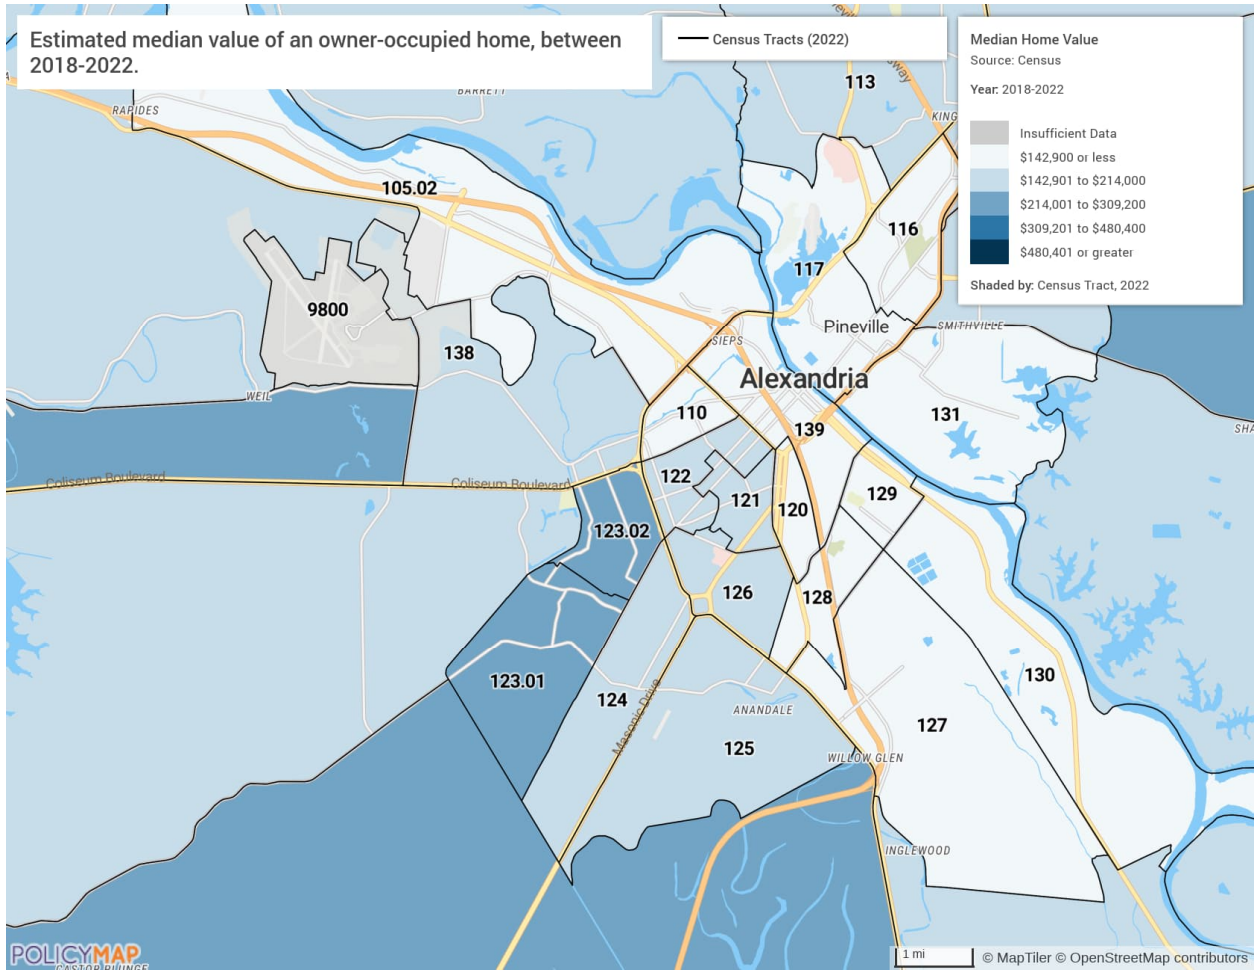 Estimated median value of an owner-occupied home, between
2018-2022.
Census Tracts (2022)
Median Home Value
Source: Census
Year: 2018-2022
Insufficient Data
$142,900 or less
$142,901 to $214,000
$214,001 to $309,200
$309,201 to $480,400
$480,401 or greater
Shaded by: Census Tract, 2022
BARRETT
113
RAPIDES
KING
105.02
116
117
9800
Pineville
SMITHVILLE
SIEPS
138
Alexandria
WEIL
110
131
139
SHA
122
Coliseum Boulevard
Coliseum Boulevard
121
129
120
123.02
126
128
130
123.01
124
Masonic Drive
ANANDALE
127
125
WILLOW GLEN
INGLEWOOD
POLICYMAP
1 mi
© MapTiler © OpenStreetMap contributors